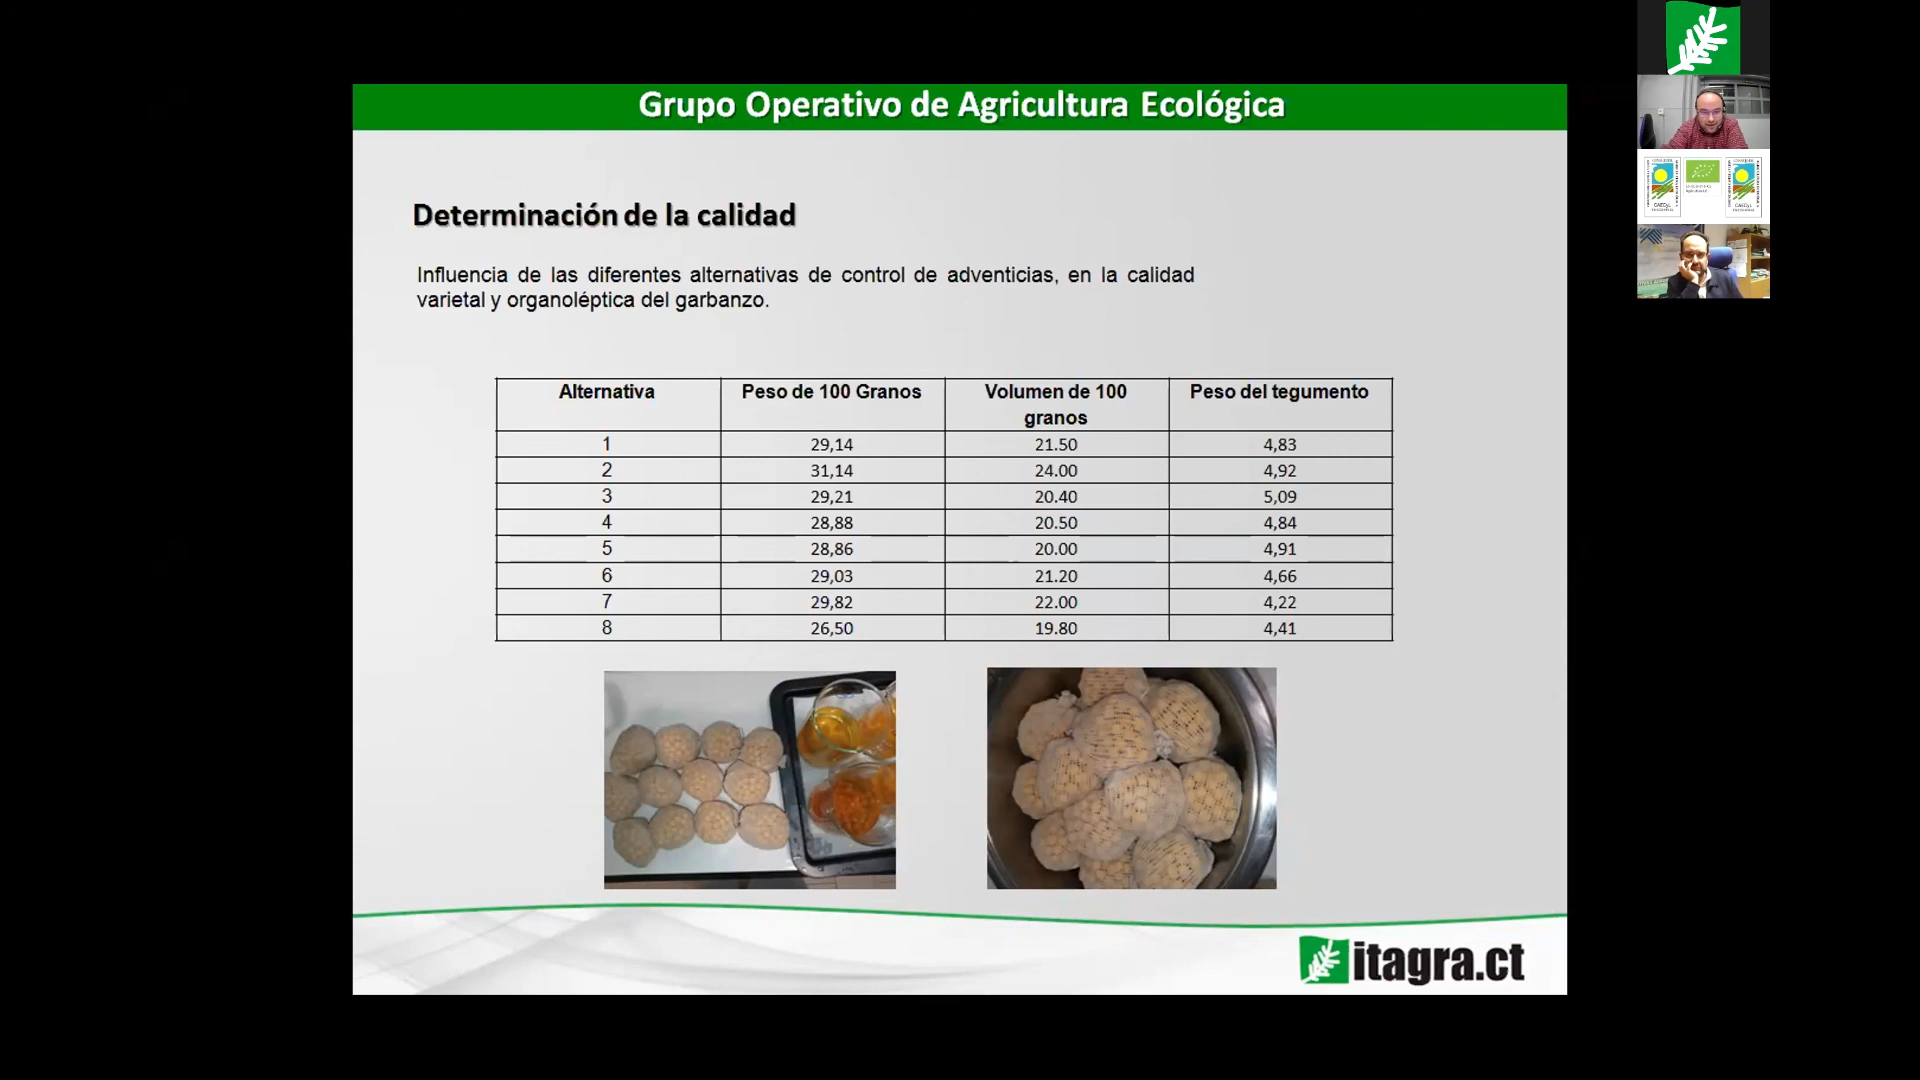 Grupo Operativo de Agricultura Ecológica
Determinación de la calidad
Influencia de las diferentes alternativas de control de adventicias, en la calidad
varietal y organoléptica del garbanzo.
Alternativa Peso de 100 Granos Volumen de 100 granos Peso del tegumento
1 29,14 21.50 4,83
2 31,14 24.00 4,92
3 29,21 20.40 5,09
4 28,88 20.50 4,84
5 28,86 20.00 4,91
6 29,03 21.20 4,66
7 29,82 22.00 4,22
8 26,50 19.80 4,41
itagra.ct
CAECyL
CAECyL